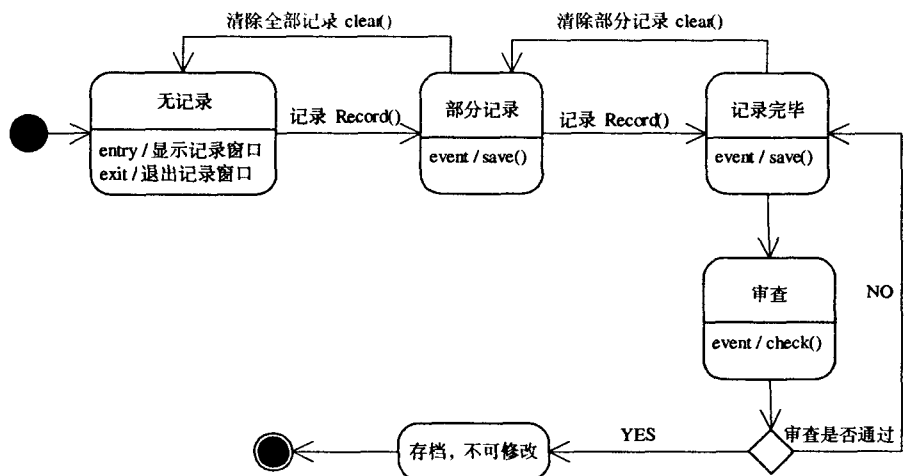 清除全部记录 clear()
清除部分记录 clear()
无记录
entry / 显示记录窗口
exit / 退出记录窗口
记录 Record()
部分记录
event / save()
记录 Record()
记录完毕
event / save()
审查
event / check()
NO
审查是否通过
YES
存档，不可修改